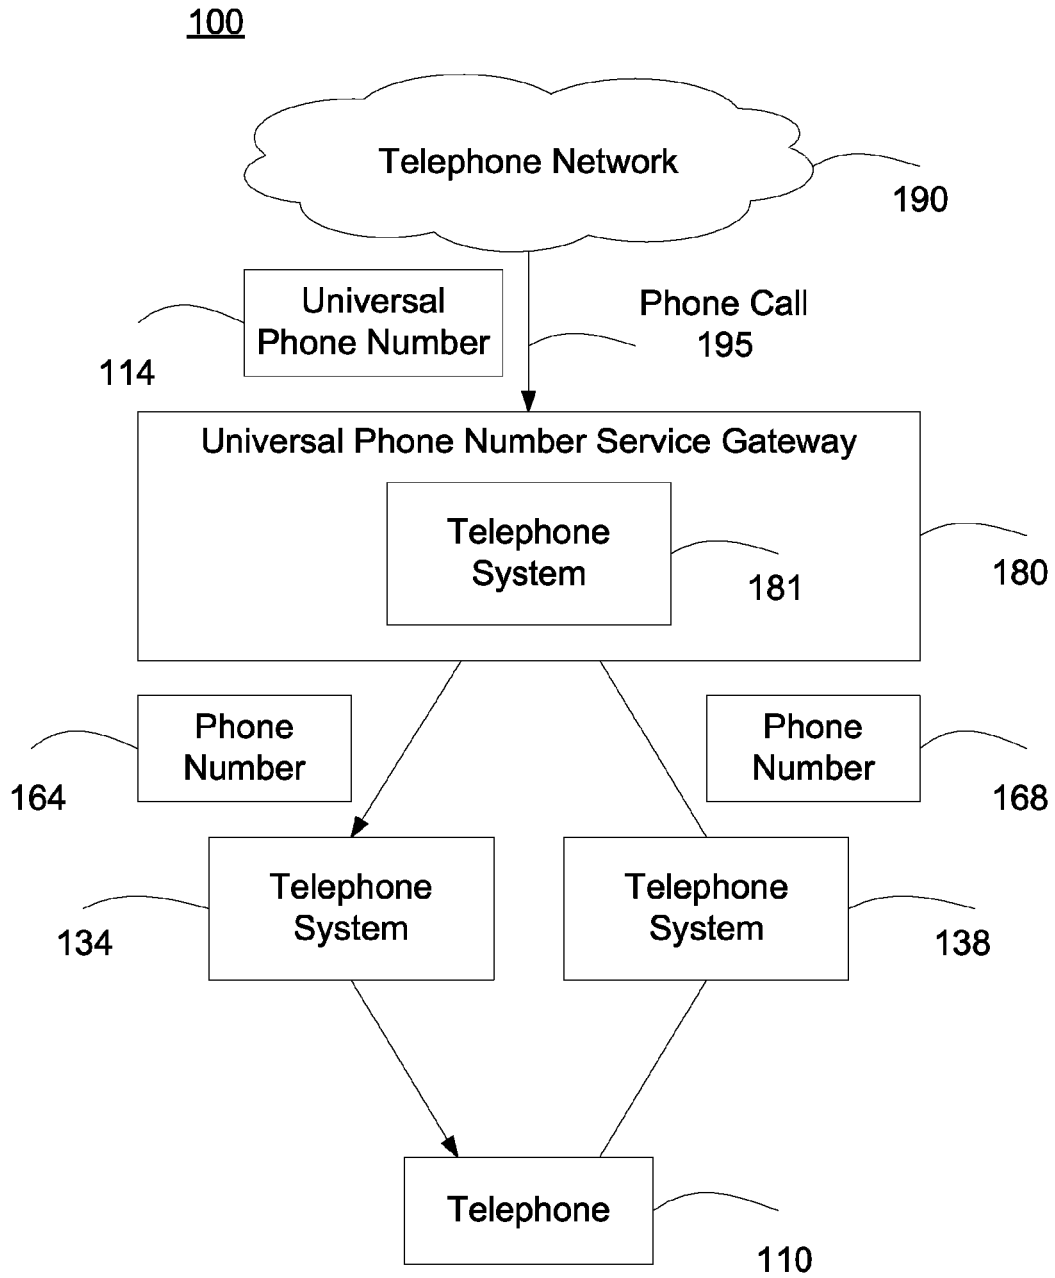 100
Telephone Network
190
Universal
Phone Number
114
Phone Call
195
Universal Phone Number Service Gateway
Telephone
System
181
180
Phone
Number
164
Phone
Number
168
Telephone
System
134
Telephone
System
138
Telephone
110